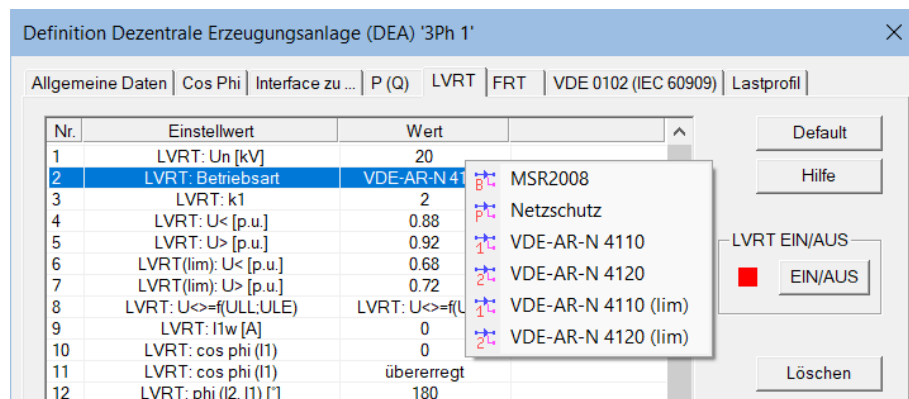 Definition Dezentrale Erzeugungsanlage (DEA) '3Ph 1'
Allgemeine Daten Cos Phi Interface zu ... P (Q) LVRT FRT VDE 0102 (IEC 60909) Lastprofil
Nr. Einstellwert Wert
1 LVRT: Un [kV] 20
2 LVRT: Betriebsart VDE-AR-N 41
3 LVRT: k1 2
4 LVRT: U< [p.u.] 0.88
5 LVRT: U> [p.u.] 0.92
6 LVRT(lim): U< [p.u.] 0.68
7 LVRT(lim): U> [p.u.] 0.72
8 LVRT: U<>=f(ULL;ULE) LVRT: U<>=f(U
9 LVRT: I1w [A] 0
10 LVRT: cos phi (I1) 0
11 LVRT: cos phi (I1) übererregt
12 LVRT: phi (I2, I1) [°] 180
MSR2008
Netzschutz
VDE-AR-N 4110
VDE-AR-N 4120
VDE-AR-N 4110 (lim)
VDE-AR-N 4120 (lim)
Default
Hilfe
LVRT EIN/AUS
EIN/AUS
Löschen